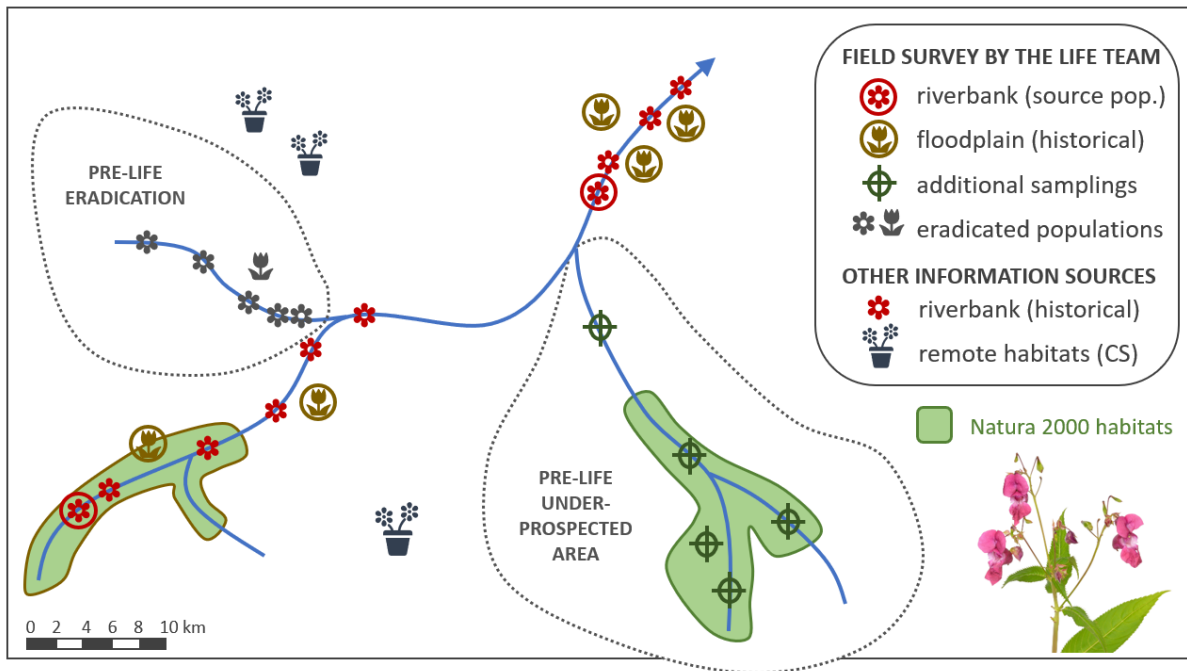 PRE-LIFE
ERADICATION
PRE-LIFE
UNDER-
PROSPECTED
AREA
0 2 4 6 8 10 km
FIELD SURVEY BY THE LIFE TEAM
riverbank (source pop.)
floodplain (historical)
additional samplings
eradicated populations
OTHER INFORMATION SOURCES
riverbank (historical)
remote habitats (CS)
Natura 2000 habitats